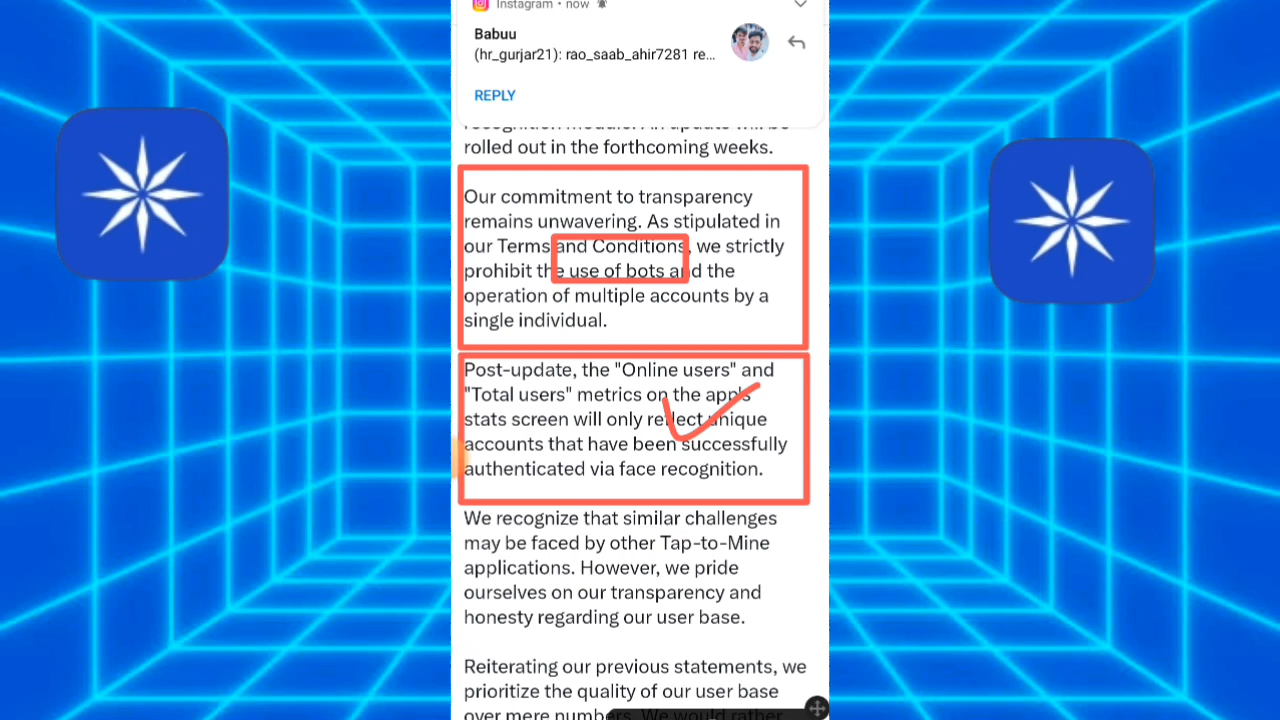 Instagram • now
Babuu
(hr_gurjar21): rao_saab_ahir7281 re...
REPLY
rolled out in the forthcoming weeks.
Our commitment to transparency
remains unwavering. As stipulated in
our Terms and Conditions, we strictly
prohibit the use of bots and the
operation of multiple accounts by a
single individual.
Post-update, the "Online users" and
"Total users" metrics on the app's
stats screen will only reflect unique
accounts that have been successfully
authenticated via face recognition.
We recognize that similar challenges
may be faced by other Tap-to-Mine
applications. However, we pride
ourselves on our transparency and
honesty regarding our user base.
Reiterating our previous statements, we
prioritize the quality of our user base
over mere numbers. We would rather